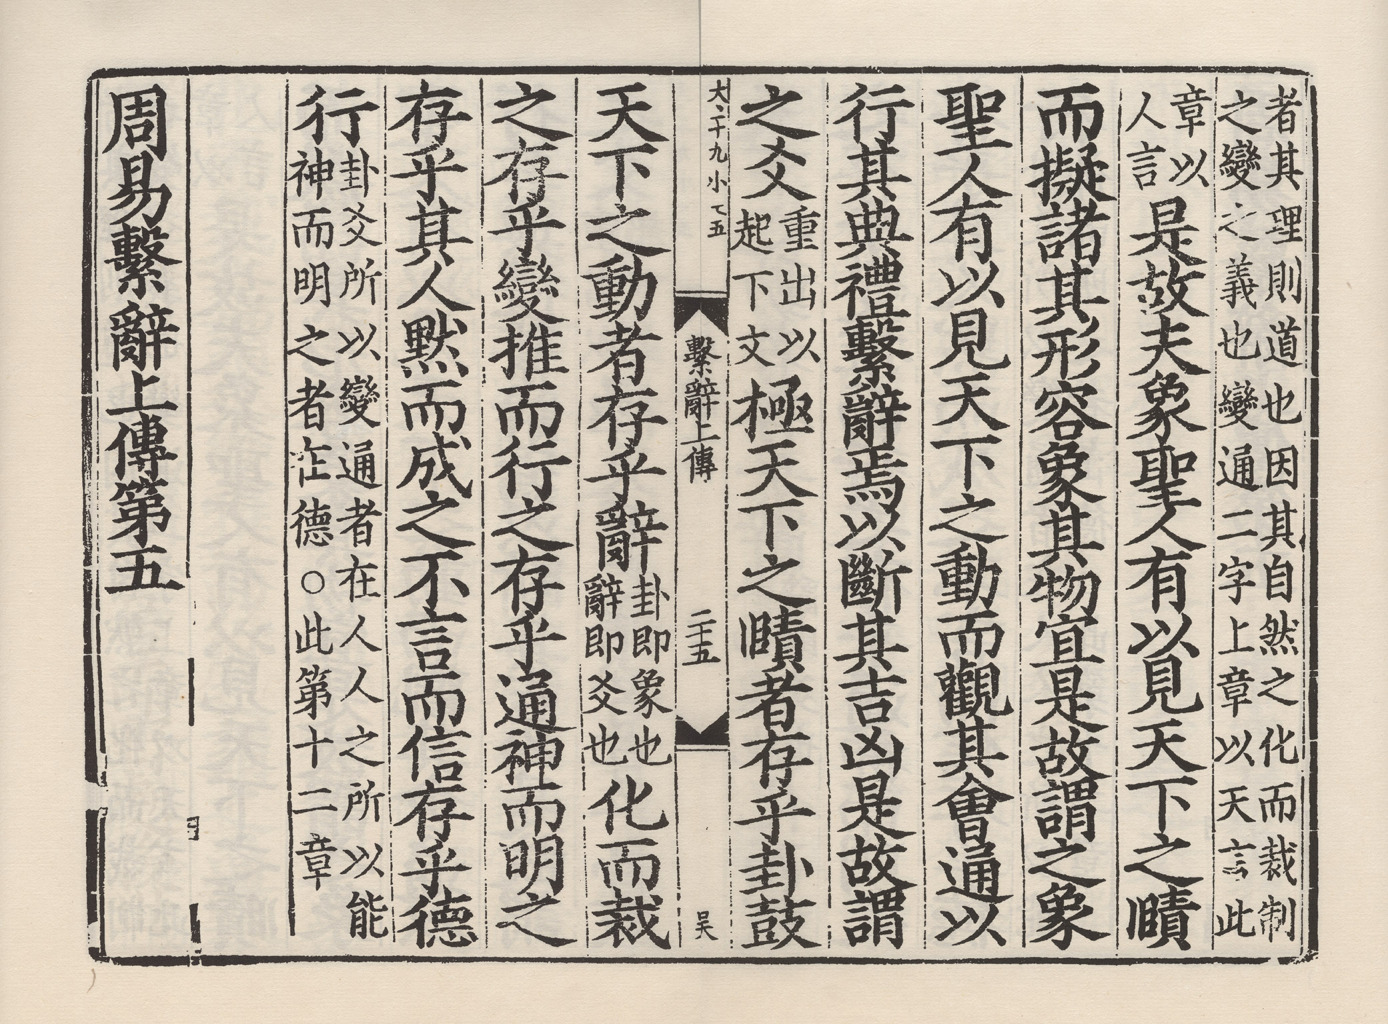 者其理則道也因其自然之化而裁制
之變之義也變通二字上章以天言此
章以
人言
是故夫象聖人有以見天下之賾
而擬諸其形容象其物宜是故謂之象
聖人有以見天下之動而觀其會通以
行其典禮繫辭焉以斷其吉凶是故謂
之爻
重出以
起下文
極天下之賾者存乎卦鼓
繫辭上傳
二十五
吴
天下之動者存乎辭
卦即象也
辭即爻也
化而裁
之存乎變推而行之存乎通神而明之
存乎其人默而成之不言而信存乎德
行
卦爻所以變通者在人人之所以能
神而明之者在德○此第十二章
周易繫辭上傳第五